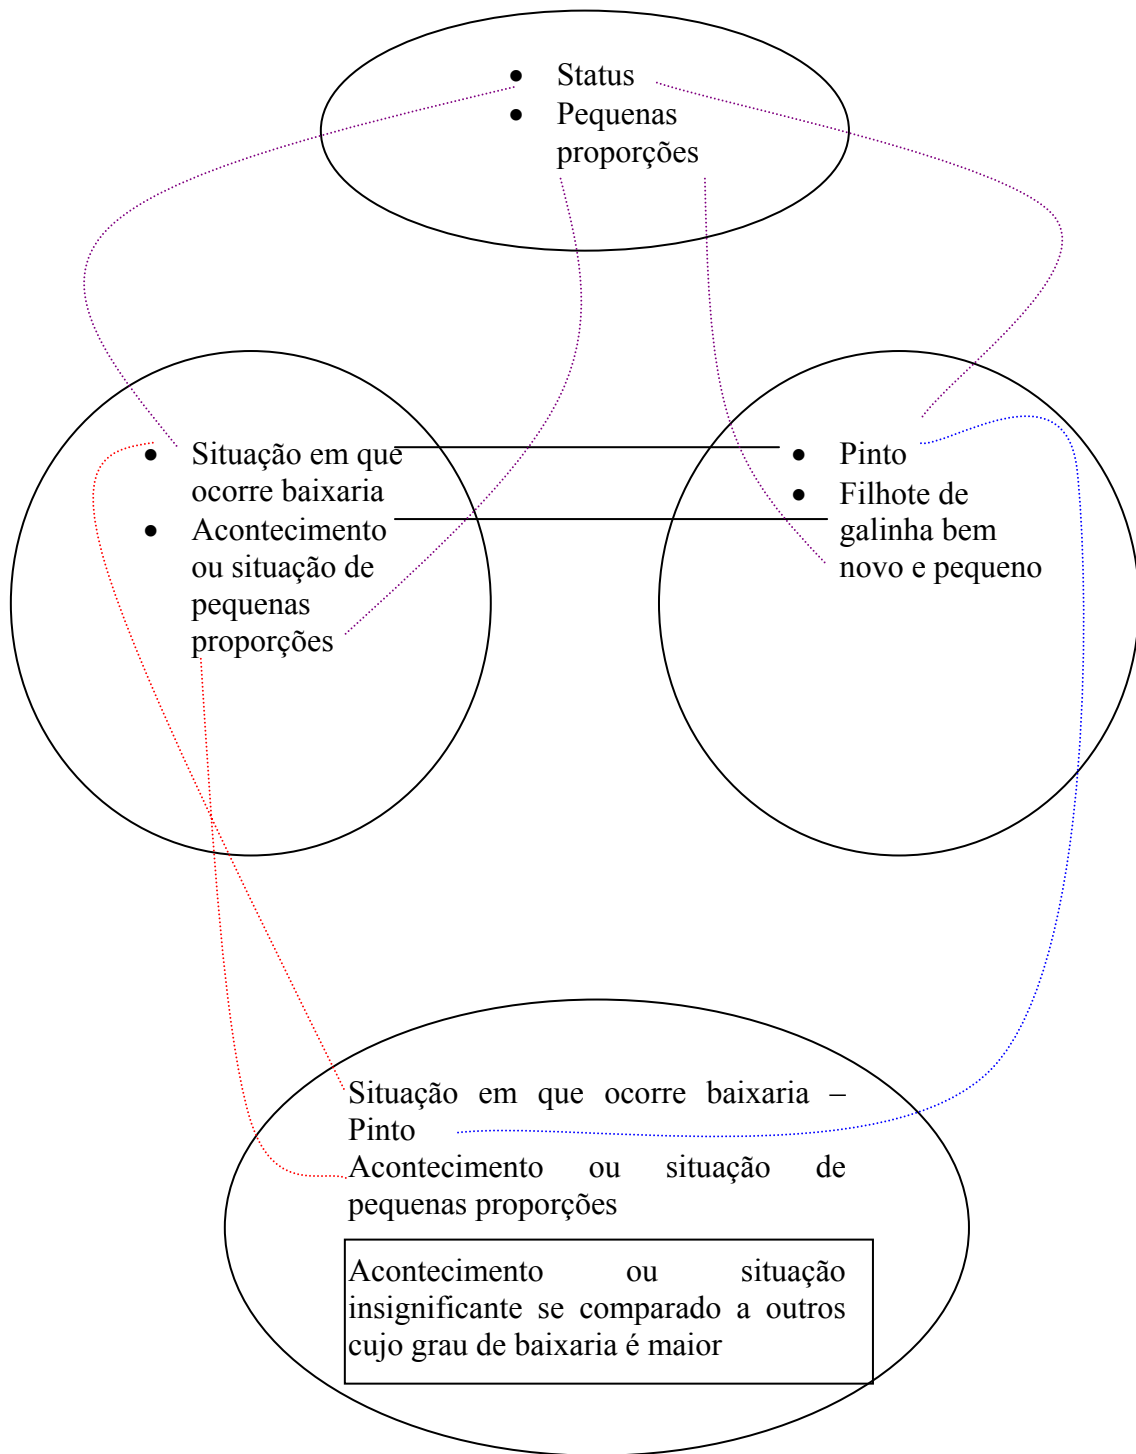 • Status
• Pequenas
proporções
• Situação em que
ocorre baixaria
• Acontecimento
ou situação de
pequenas
proporções
• Pinto
• Filhote de
galinha bem
novo e pequeno
Situação em que ocorre baixaria –
Pinto
Acontecimento ou situação de
pequenas proporções
Acontecimento ou situação
insignificante se comparado a outros
cujo grau de baixaria é maior